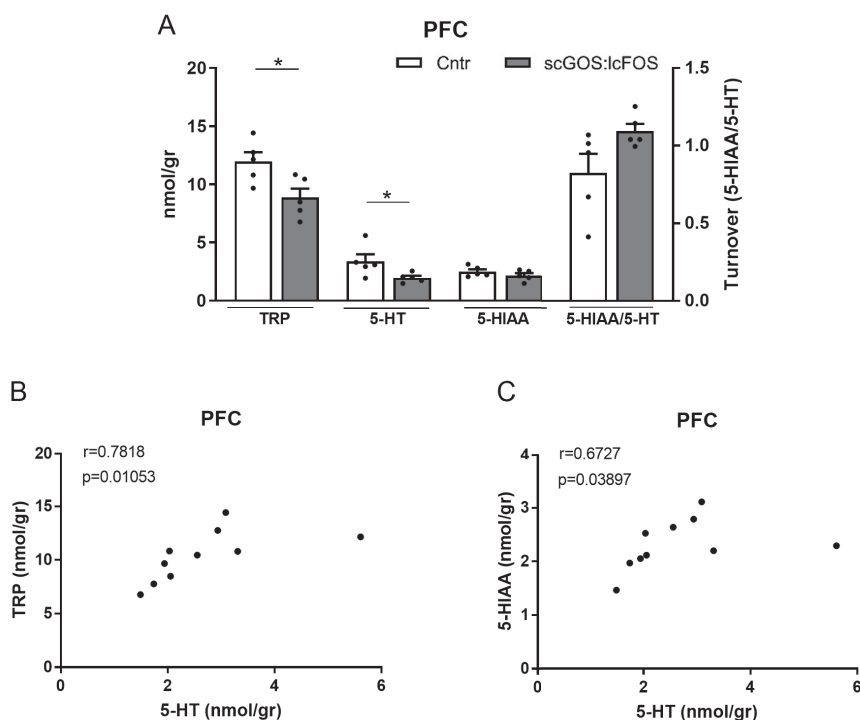 A
PFC
Cntr
scGOS:lcFOS
20
15
10
5
0
nmol/gr
*
*
1.5
1.0
0.5
0.0
Turnover (5-HIAA/5-HT)
TRP
5-HT
5-HIAA
5-HIAA/5-HT
B
PFC
r=0.7818
p=0.01053
20
15
10
5
0
TRP (nmol/gr)
0
2
4
6
5-HT (nmol/gr)
C
PFC
r=0.6727
p=0.03897
4
3
2
1
0
5-HIAA (nmol/gr)
0
2
4
6
5-HT (nmol/gr)